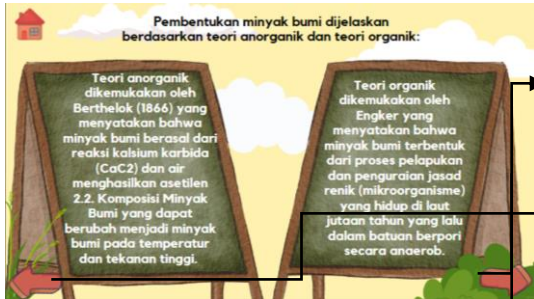 Pembentukan minyak bumi dijelaskan
berdasarkan teori anorganik dan teori organik:
Teori anorganik
dikemukakan oleh
Berthelok (1866) yang
menyatakan bahwa
minyak bumi berasal dari
reaksi kalsium karbida
(CaC2) dan air
menghasilkan asetilen
2.2. Komposisi Minyak
Bumi yang dapat
berubah menjadi minyak
bumi pada temperatur
dan tekanan tinggi.
Teori organik
dikemukakan oleh
Engker yang
menyatakan bahwa
minyak bumi terbentuk
dari proses pelapukan
dan penguraian jasad
renik (mikroorganisme)
yang hidup di laut
jutaan tahun yang lalu
dalam batuan berpori
secara anaerob.